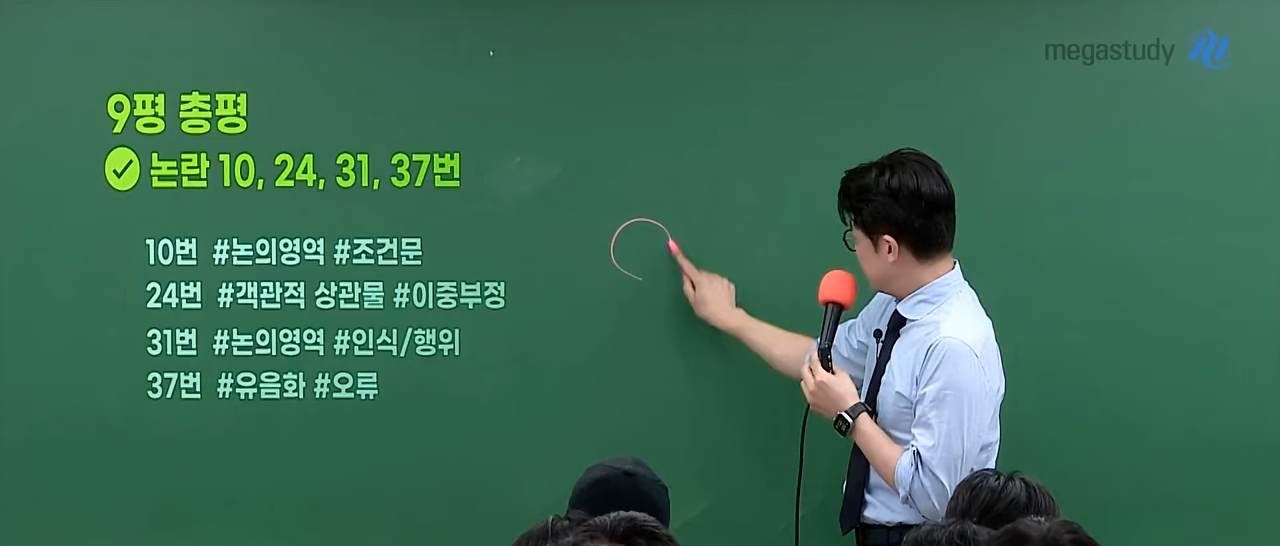 megastudy
9평 총평
논란 10, 24, 31, 37번
10번 #논의영역 #조건문
24번 #객관적 상관물 #이중부정
31번 #논의영역 #인식/행위
37번 #유음화 #오류